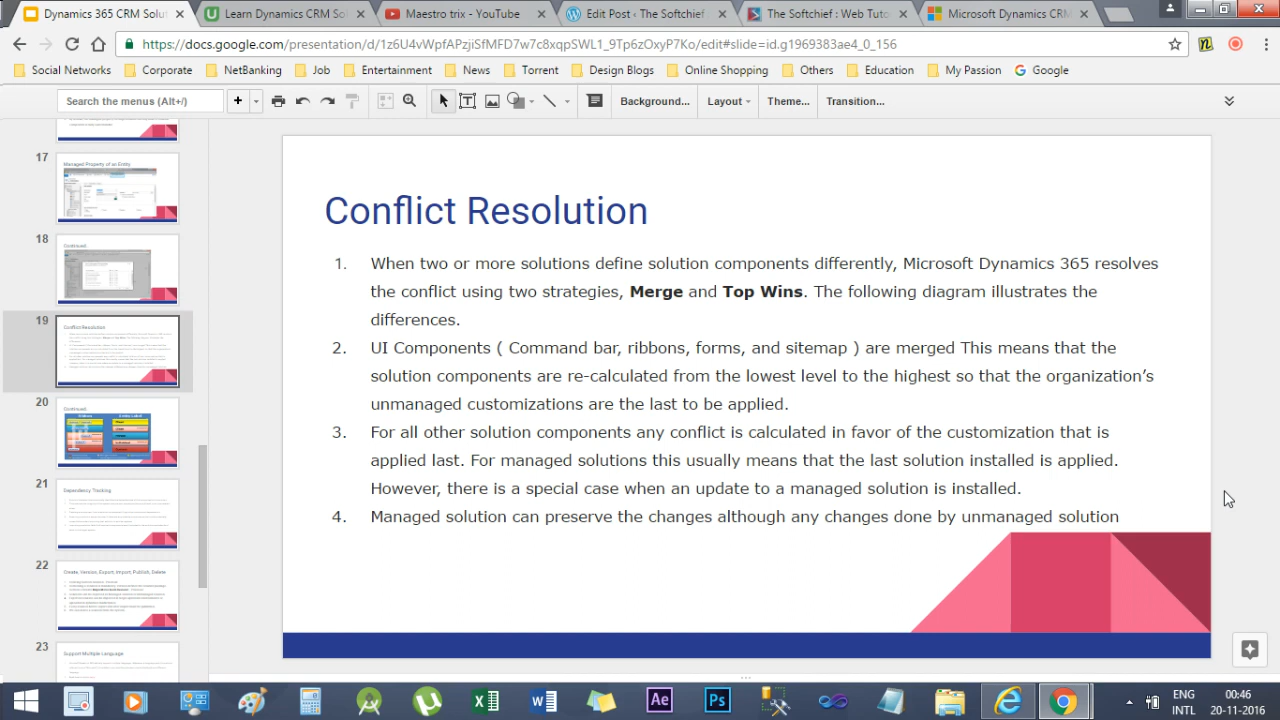 Dynamics 365 CRM Solu
Learn Dynamics CRM Sol
Maestro trix - YouTube
Edit Post ‹ The Softchief
The Softchief : Web Tuto
Microsoft Dynamics CRM
https://docs.google.com/presentation/d/1z6U4vWpfAPzjiSfMFD7w7c8xqpSWL1_9Tp6zOxyP7Ko/edit#slide=id.g1969383ae4_0_156
Social Networks
Corporate
NetBanking
Job
Entertainment
News
Torrent
Design Blogs
Online Shopping
Others
Education
My Passion
Google
Search the menus (Alt+/)
Background...
Layout
Theme...
Transition...
17
Managed Property of an Entity
18
Continued..
19
Conflict Resolution
20
Continued..
21
Dependency Tracking
22
Create, Version, Export, Import, Publish, Delete
23
Support Multiple Language
Conflict Resolution
1. When two or more solutions define solution components differently, Microsoft Dynamics 365 resolves
the conflict using two strategies, Merge and Top Wins. The following diagram illustrates the
differences.
2. UI Components (
bar, ribbons, forms,
) are merged. This means that the
solution components are re-calculated from the lowest level to the highest so that the organization's
unmanaged customizations are the last to be applied
3. For all other solution components any conflict is calculated in favor of the customization that is
applied last. For managed solutions this usually means that the last solution installed is applied.
However, there is a special case when an update to a managed solution is installed.
4. Managed solution can preserve the changes although any changes done by unmanaged solution
ENG
INTL
00:46
20-11-2016